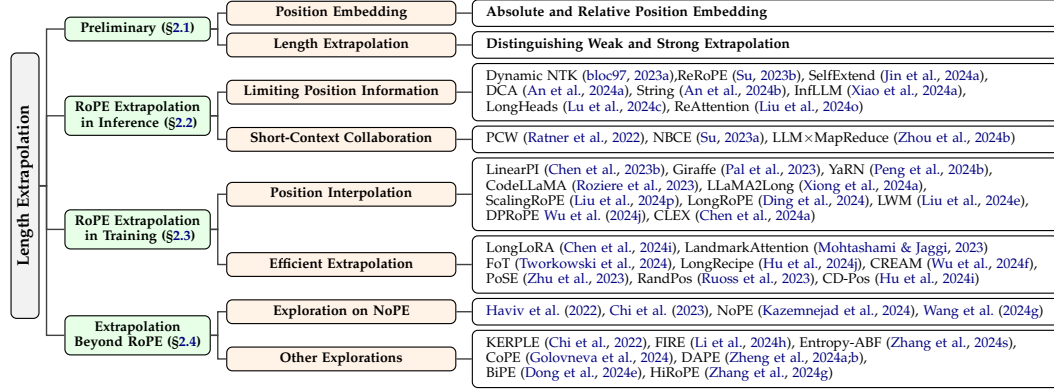 Length Extrapolation
Preliminary (§2.1)
Position Embedding
Absolute and Relative Position Embedding
Length Extrapolation
Distinguishing Weak and Strong Extrapolation
RoPE Extrapolation
in Inference (§2.2)
Limiting Position Information
Dynamic NTK (bloc97, 2023a),ReRoPE (Su, 2023b), SelfExtend (Jin et al., 2024a),
DCA (An et al., 2024a), String (An et al., 2024b), InfLLM (Xiao et al., 2024a),
LongHeads (Lu et al., 2024c), ReAttention (Liu et al., 2024o)
Short-Context Collaboration
PCW (Ratner et al., 2022), NBCE (Su, 2023a), LLM×MapReduce (Zhou et al., 2024b)
RoPE Extrapolation
in Training (§2.3)
Position Interpolation
LinearPI (Chen et al., 2023b), Giraffe (Pal et al., 2023), YaRN (Peng et al., 2024b),
CodeLLaMA (Roziere et al., 2023), LLaMA2Long (Xiong et al., 2024a),
ScalingRoPE (Liu et al., 2024p), LongRoPE (Ding et al., 2024), LWM (Liu et al., 2024e),
DPRoPE Wu et al. (2024j), CLEX (Chen et al., 2024a)
Efficient Extrapolation
LongLoRA (Chen et al., 2024i), LandmarkAttention (Mohtashami & Jaggi, 2023)
FoT (Tworkowski et al., 2024), LongRecipe (Hu et al., 2024j), CREAM (Wu et al., 2024f),
PoSE (Zhu et al., 2023), RandPos (Ruoss et al., 2023), CD-Pos (Hu et al., 2024i)
Extrapolation
Beyond RoPE (§2.4)
Exploration on NoPE
Haviv et al. (2022), Chi et al. (2023), NoPE (Kazemnejad et al., 2024), Wang et al. (2024g)
Other Explorations
KERPLE (Chi et al., 2022), FIRE (Li et al., 2024h), Entropy-ABF (Zhang et al., 2024s),
CoPE (Golovneva et al., 2024), DAPE (Zheng et al., 2024a;b),
BiPE (Dong et al., 2024e), HiRoPE (Zhang et al., 2024g)